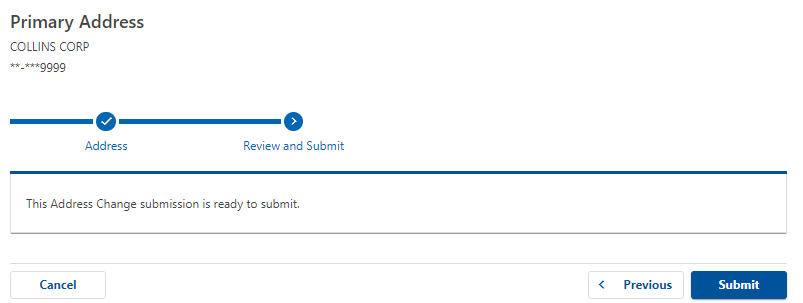 Primary Address
COLLINS CORP
**-***9999
Address
Review and Submit
This Address Change submission is ready to submit.
Cancel
Previous
Submit